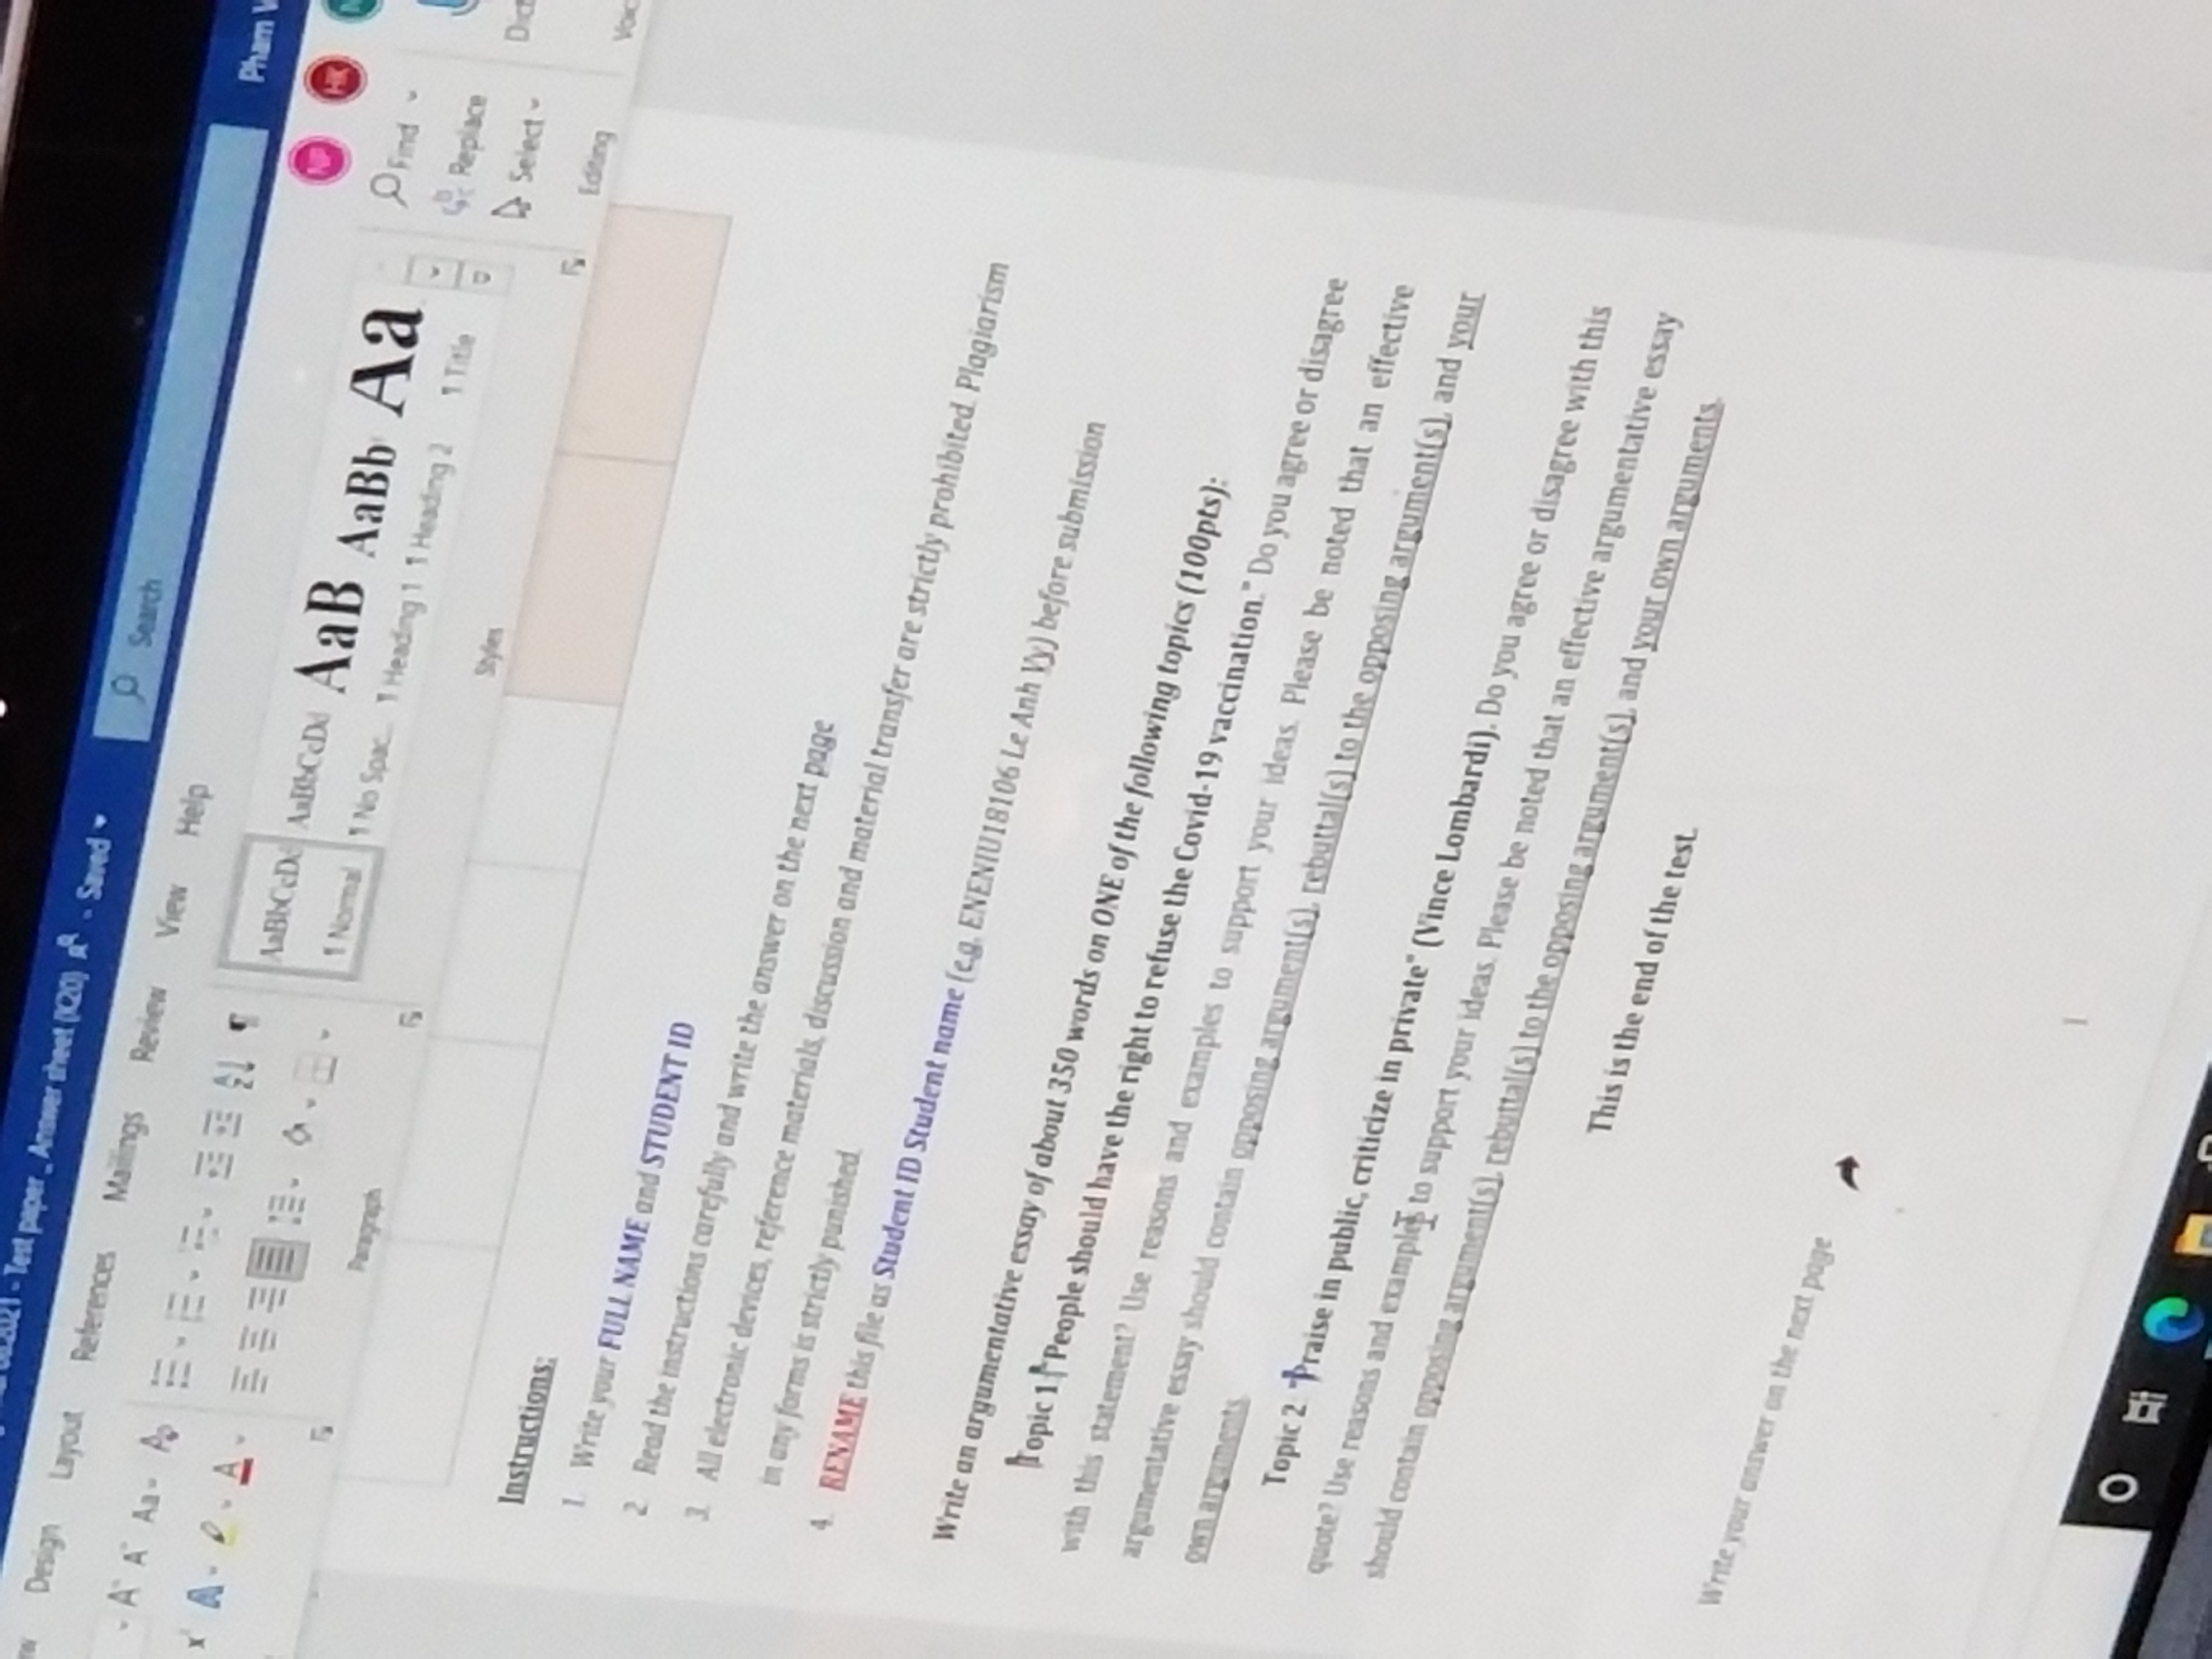 06.2021 - Test paper _ Answer sheet (K20) - Saved
Search
Pham V
Design Layout References Mailings Review View Help
NP HK
A A Aa
AaBbCcDc AaBbCcDd AaB AaBb Aa
¶ Normal ¶ No Spac... ¶ Heading 1 ¶ Heading 2 ¶ Title
Find
Replace
Select
Dict
Paragraph
Styles
Editing
Voic
Instructions:
1. Write your FULL NAME and STUDENT ID
2. Read the instructions carefully and write the answer on the next page
3. All electronic devices, reference materials, discussion and material transfer are strictly prohibited. Plagiarism
in any forms is strictly punished.
4. RENAME this file as Student ID Student name (e.g. ENENIU18106 Le Anh Vy) before submission
Write an argumentative essay of about 350 words on ONE of the following topics (100pts):
Topic 1: "People should have the right to refuse the Covid-19 vaccination." Do you agree or disagree
with this statement? Use reasons and examples to support your ideas. Please be noted that an effective
argumentative essay should contain opposing argument(s), rebuttal(s) to the opposing argument(s), and your
own arguments.
Topic 2: "Praise in public, criticize in private" (Vince Lombardi). Do you agree or disagree with this
quote? Use reasons and examples to support your ideas. Please be noted that an effective argumentative essay
should contain opposing argument(s), rebuttal(s) to the opposing argument(s), and your own arguments.
This is the end of the test.
Write your answer on the next page
1